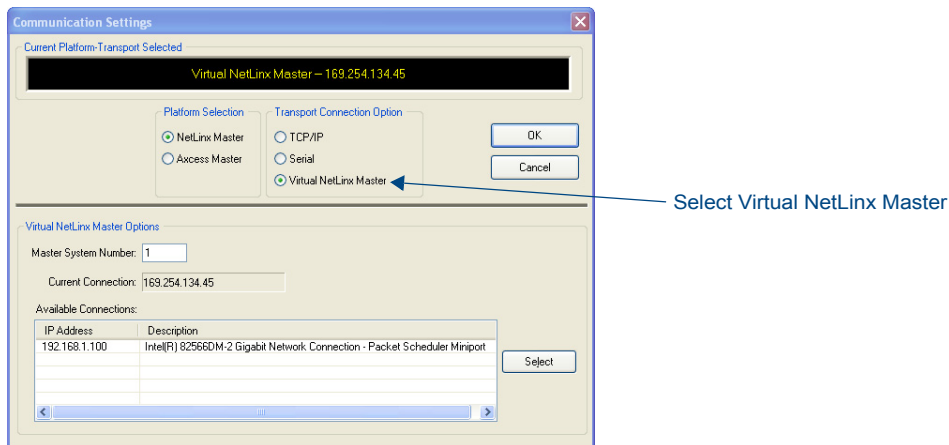 Communication Settings
Current Platform-Transport Selected
Virtual NetLinx Master – 169.254.134.45
Platform Selection
NetLinx Master
Axcess Master
Transport Connection Option
TCP/IP
Serial
Virtual NetLinx Master
OK
Cancel
Select Virtual NetLinx Master
Virtual NetLinx Master Options
Master System Number: 1
Current Connection: 169.254.134.45
Available Connections:
IP Address Description
192.168.1.100 Intel(R) 82566DM-2 Gigabit Network Connection - Packet Scheduler Miniport
Select